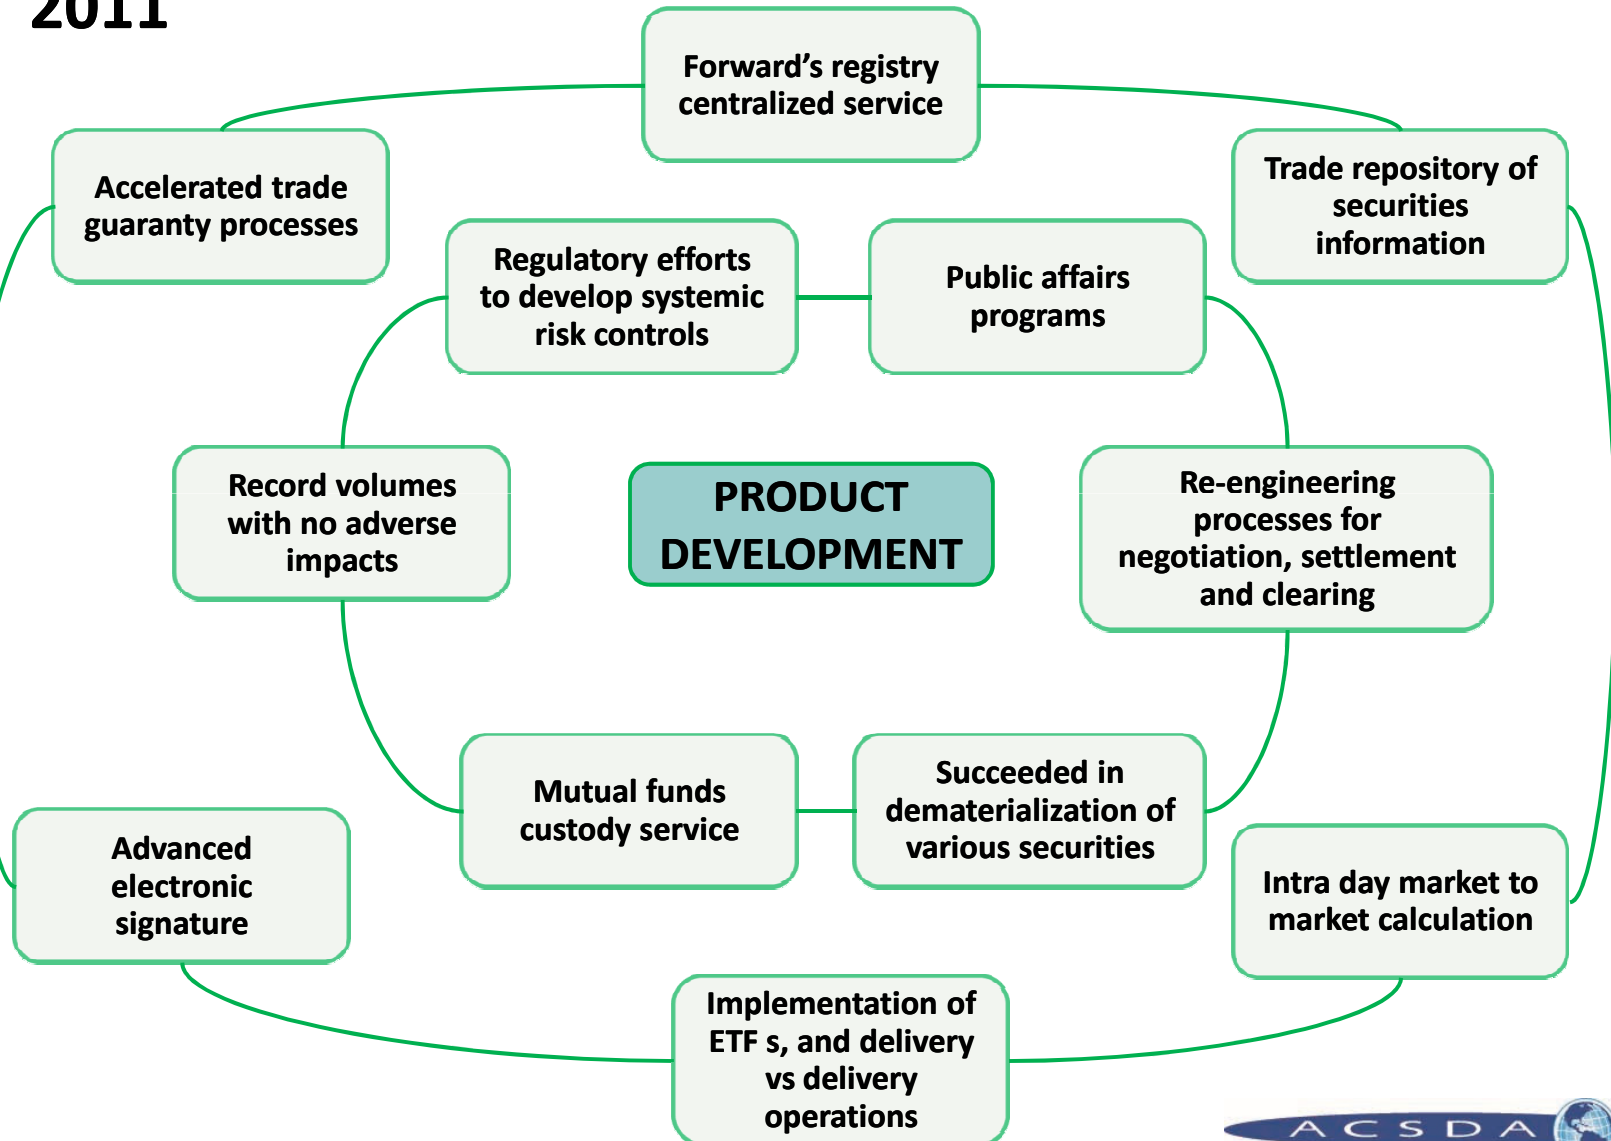 2011
Forward's registry
centralized service
Accelerated trade
guaranty processes
Trade repository of
securities
information
Regulatory efforts
to develop systemic
risk controls
Public affairs
programs
Record volumes
with no adverse
impacts
PRODUCT
DEVELOPMENT
Re-engineering
processes for
negotiation, settlement
and clearing
Mutual funds
custody service
Succeeded in
dematerialization of
various securities
Advanced
electronic
signature
Intra day market to
market calculation
Implementation of
ETF s, and delivery
vs delivery
operations
ACSDA